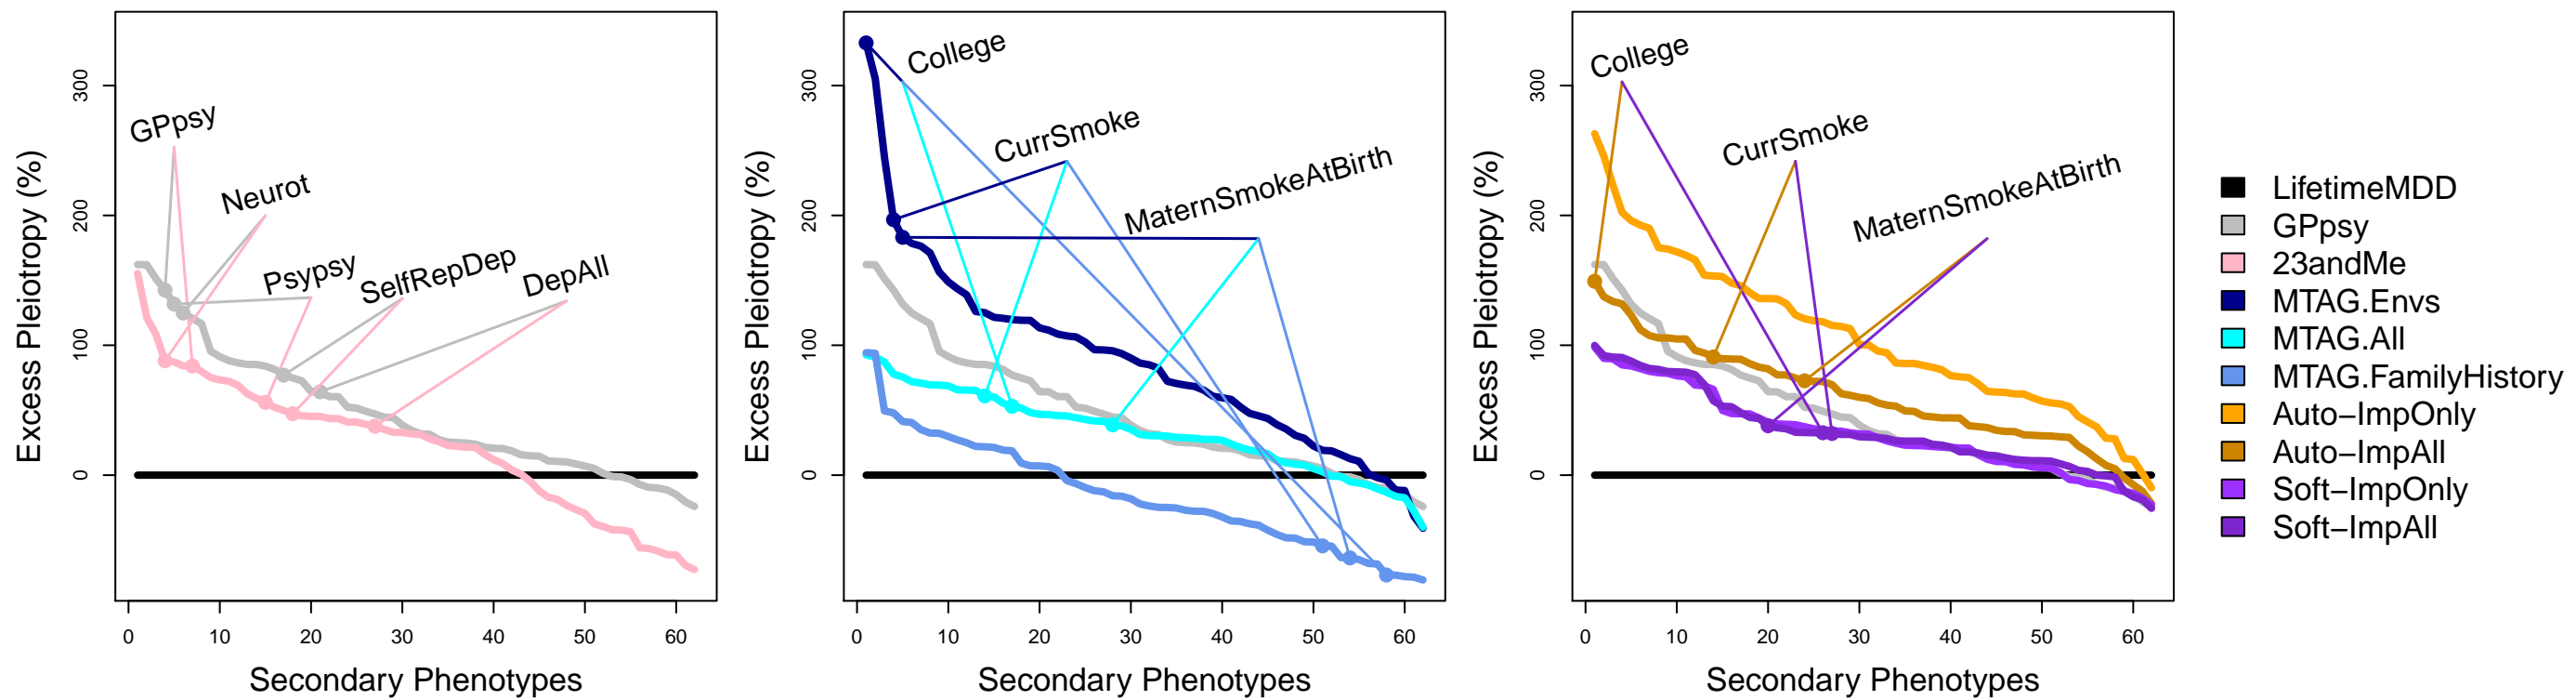 Excess Pleiotropy (%)
300
200
100
0
GPpsy
Neurot
Psypsy
SelfRepDep
DepAll
0 10 20 30 40 50 60
Secondary Phenotypes
Excess Pleiotropy (%)
300
200
100
0
College
CurrSmoke
MaternSmokeAtBirth
0 10 20 30 40 50 60
Secondary Phenotypes
Excess Pleiotropy (%)
300
200
100
0
College
CurrSmoke
MaternSmokeAtBirth
0 10 20 30 40 50 60
Secondary Phenotypes
LifetimeMDD
GPpsy
23andMe
MTAG.Envs
MTAG.All
MTAG.FamilyHistory
Auto−ImpOnly
Auto−ImpAll
Soft−ImpOnly
Soft−ImpAll